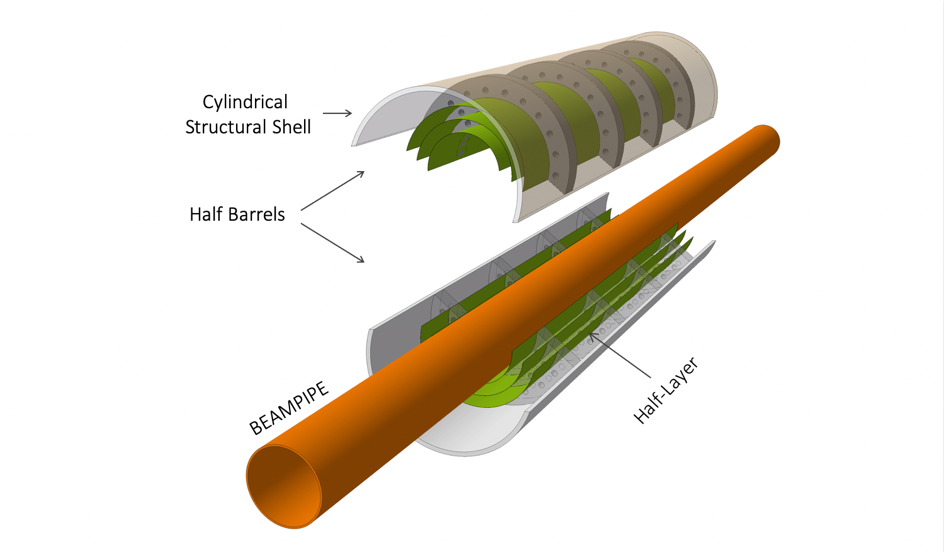 Cylindrical
Structural Shell
Half Barrels
BEAMPIPE
Half-Layer